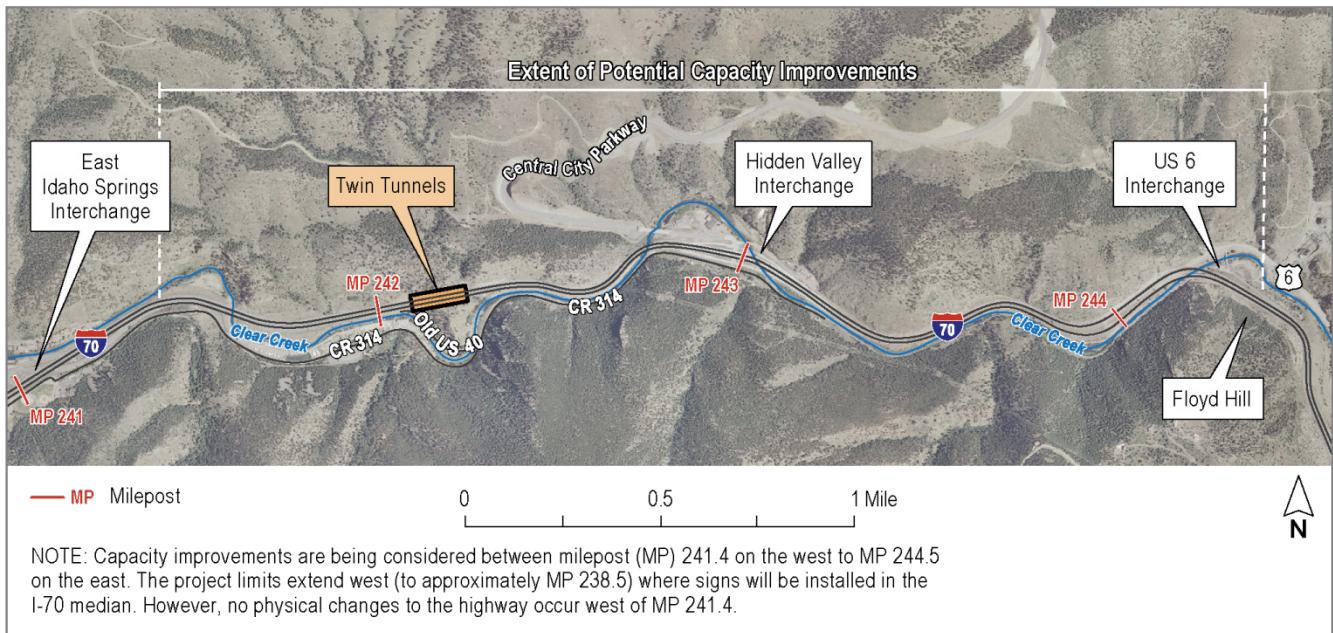 Extent of Potential Capacity Improvements
East
Idaho Springs
Interchange
Twin Tunnels
Central City Parkway
Hidden Valley
Interchange
US 6
Interchange
MP 242
MP 243
MP 244
6
CR 314
Old US 40
Clear Creek
CR 314
70
70
Clear Creek
Floyd Hill
MP 241
MP Milepost
0 0.5 1 Mile
N
NOTE: Capacity improvements are being considered between milepost (MP) 241.4 on the west to MP 244.5
on the east. The project limits extend west (to approximately MP 238.5) where signs will be installed in the
I-70 median. However, no physical changes to the highway occur west of MP 241.4.